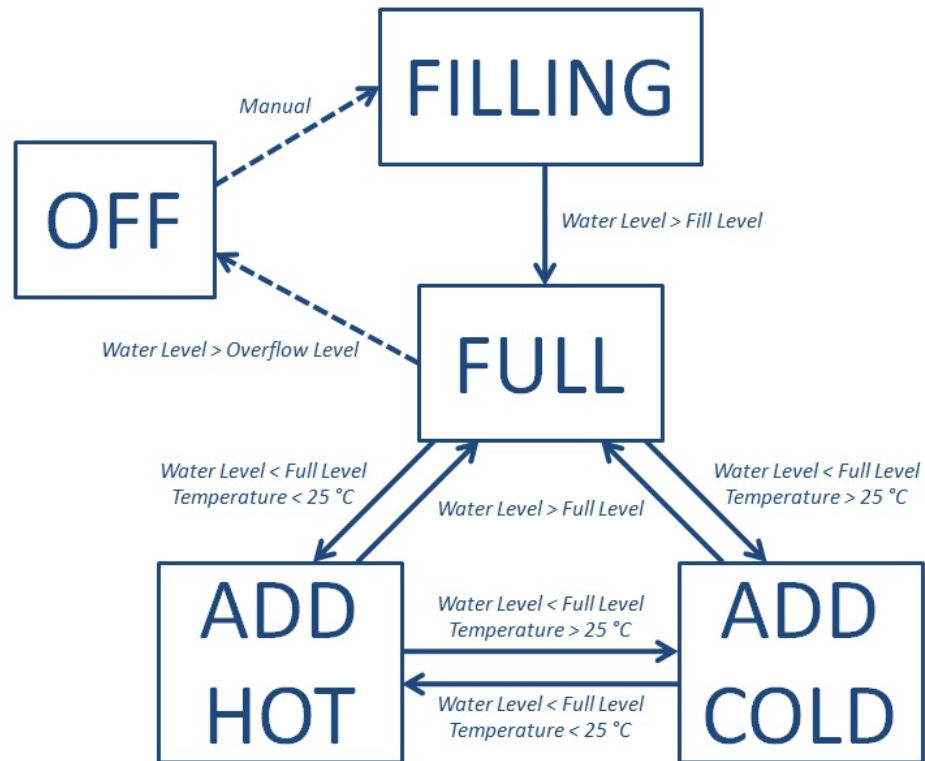 FILLING
Manual
OFF
Water Level > Fill Level
Water Level > Overflow Level
FULL
Water Level < Full Level
Temperature < 25 °C
Water Level > Full Level
Water Level < Full Level
Temperature > 25 °C
ADD
HOT
Water Level < Full Level
Temperature > 25 °C
Water Level < Full Level
Temperature < 25 °C
ADD
COLD